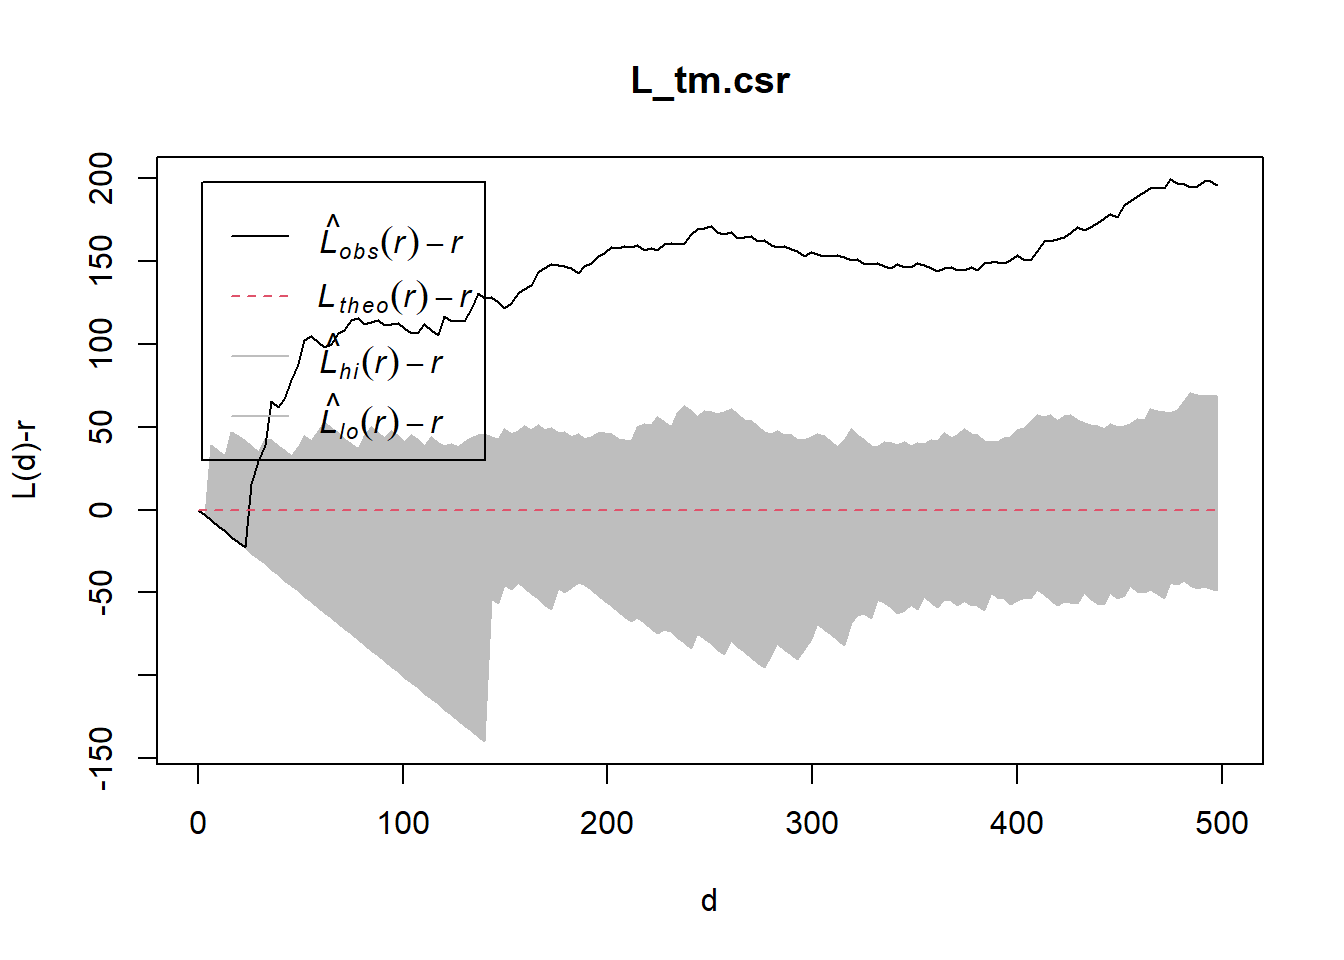 L_tm.csr
L(d)-r
200
150
100
50
0
-50
-150
L̂obs(r) – r
Ltheo(r) – r
L̂hi(r) – r
L̂lo(r) – r
0 100 200 300 400 500
d